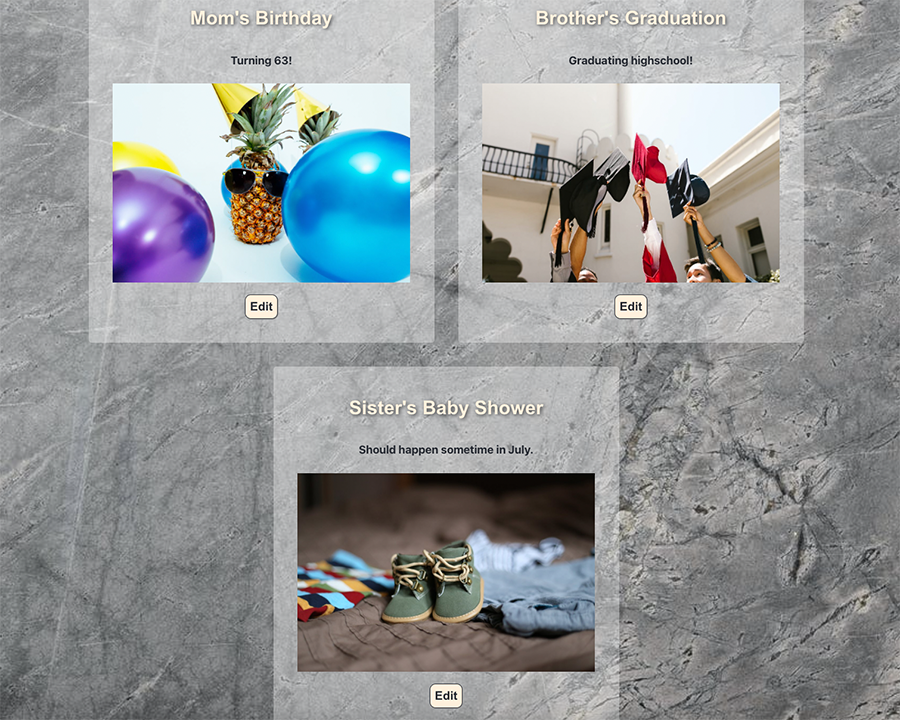 Mom's Birthday
Turning 63!
Edit
Brother's Graduation
Graduating highschool!
Edit
Sister's Baby Shower
Should happen sometime in July.
Edit